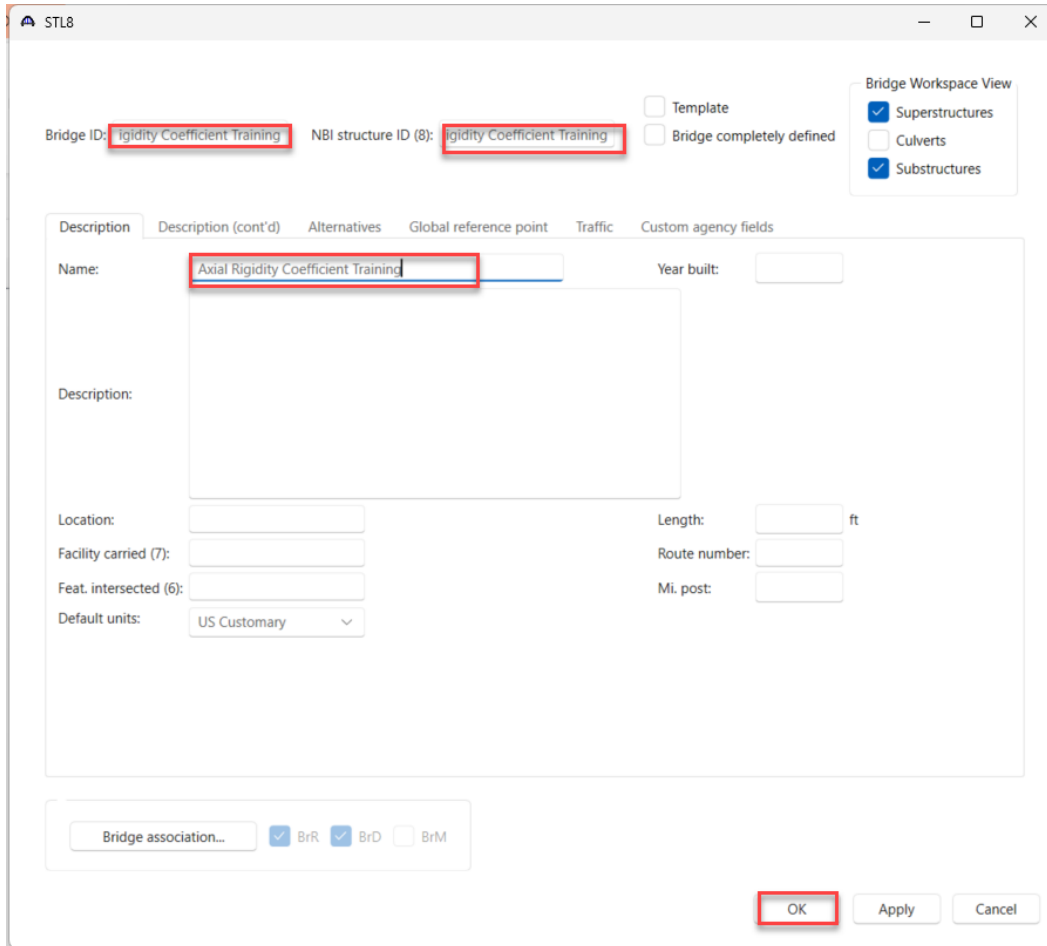 STL8
Bridge Workspace View
Template
Superstructures
Bridge ID: igidity Coefficient Training NBI structure ID (8): igidity Coefficient Training Bridge completely defined
Culverts
Substructures
Description Description (cont'd) Alternatives Global reference point Traffic Custom agency fields
Name: Axial Rigidity Coefficient Training Year built:
Description:
Location: Length: ft
Facility carried (7): Route number:
Feat. intersected (6): Mi. post:
Default units: US Customary
Bridge association... BrR BrD BrM
OK Apply Cancel